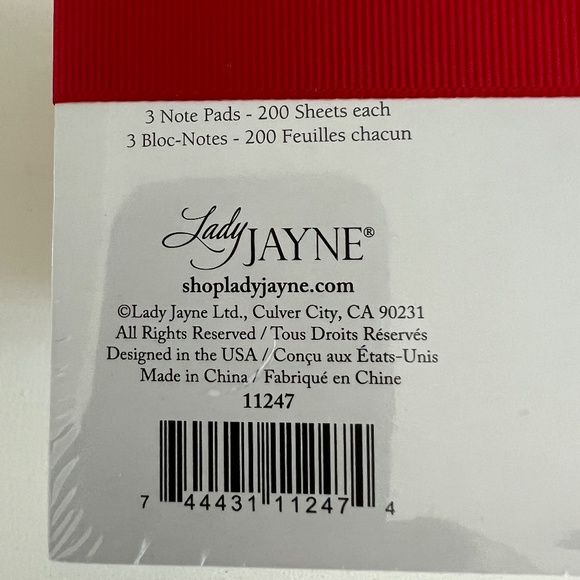 3 Note Pads - 200 Sheets each
3 Bloc-Notes - 200 Feuilles chacun
Lady JAYNE®
shopladyjayne.com
©Lady Jayne Ltd., Culver City, CA 90231
All Rights Reserved / Tous Droits Réservés
Designed in the USA / Conçu aux États-Unis
Made in China / Fabriqué en Chine
11247
7 44431 11247 4